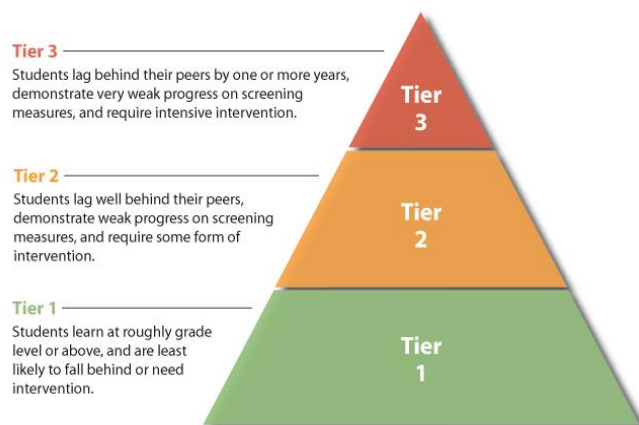 Tier 3
Students lag behind their peers by one or more years,
demonstrate very weak progress on screening
measures, and require intensive intervention.
Tier
3
Tier 2
Students lag well behind their peers,
demonstrate weak progress on screening
measures, and require some form of
intervention.
Tier
2
Tier 1
Students learn at roughly grade
level or above, and are least
likely to fall behind or need
intervention.
Tier
1